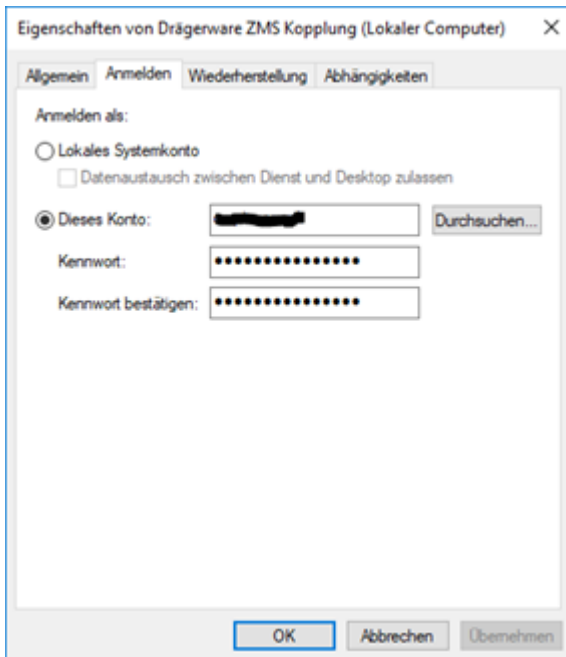 Eigenschaften von Drägerware ZMS Kopplung (Lokaler Computer)
Allgemein Anmelden Wiederherstellung Abhängigkeiten
Anmelden als:
Lokales Systemkonto
Datenaustausch zwischen Dienst und Desktop zulassen
Dieses Konto: Durchsuchen...
Kennwort: •••••••••••••••
Kennwort bestätigen: •••••••••••••••
OK Abbrechen Übernehmen